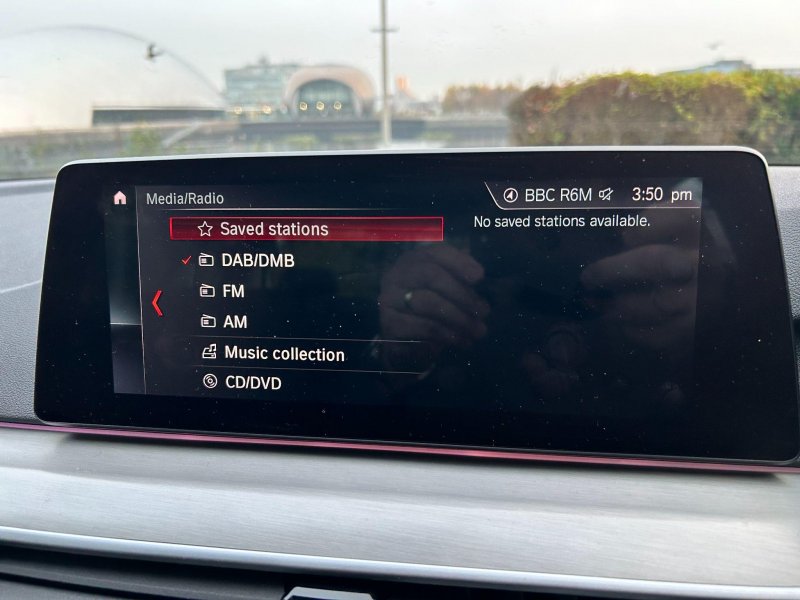 Media/Radio
BBC R6M 3:50 pm
Saved stations
No saved stations available.
DAB/DMB
FM
AM
Music collection
CD/DVD